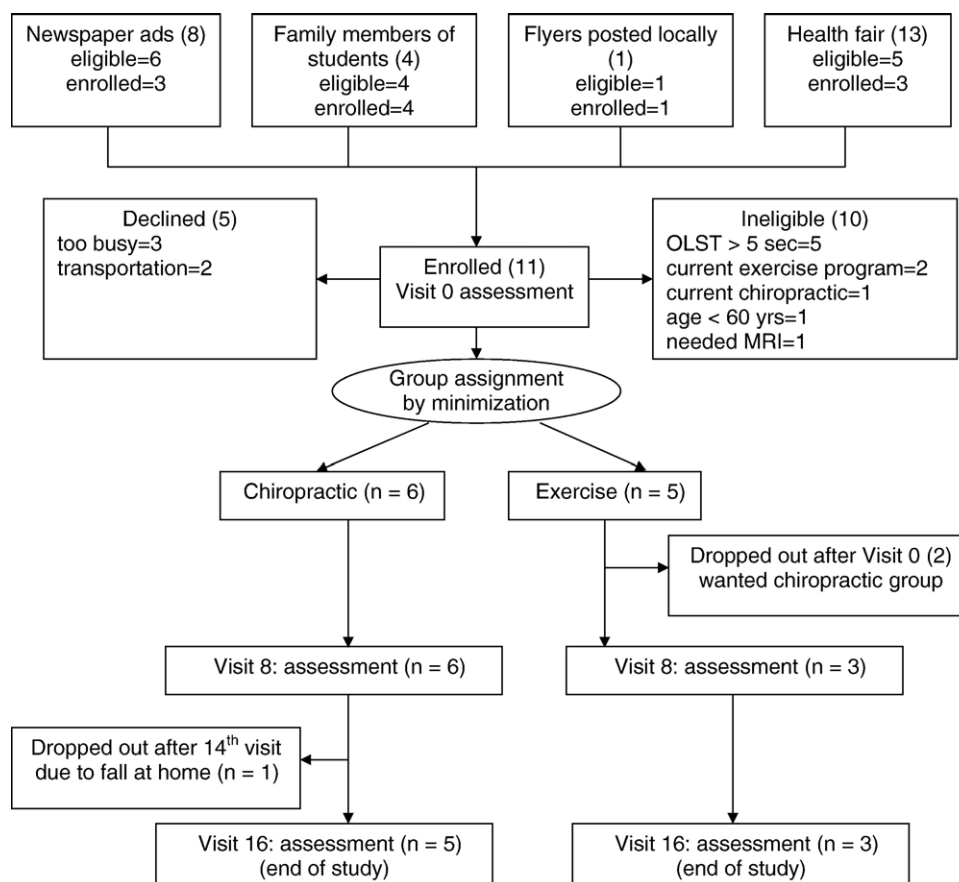 Newspaper ads (8)
eligible=6
enrolled=3
Family members of
students (4)
eligible=4
enrolled=4
Flyers posted locally
(1)
eligible=1
enrolled=1
Health fair (13)
eligible=5
enrolled=3
Declined (5)
too busy=3
transportation=2
Enrolled (11)
Visit 0 assessment
Ineligible (10)
OLST > 5 sec=5
current exercise program=2
current chiropractic=1
age < 60 yrs=1
needed MRI=1
Group assignment
by minimization
Chiropractic (n = 6)
Exercise (n = 5)
Dropped out after Visit 0 (2)
wanted chiropractic group
Visit 8: assessment (n = 6)
Visit 8: assessment (n = 3)
Dropped out after 14th visit
due to fall at home (n = 1)
Visit 16: assessment (n = 5)
(end of study)
Visit 16: assessment (n = 3)
(end of study)